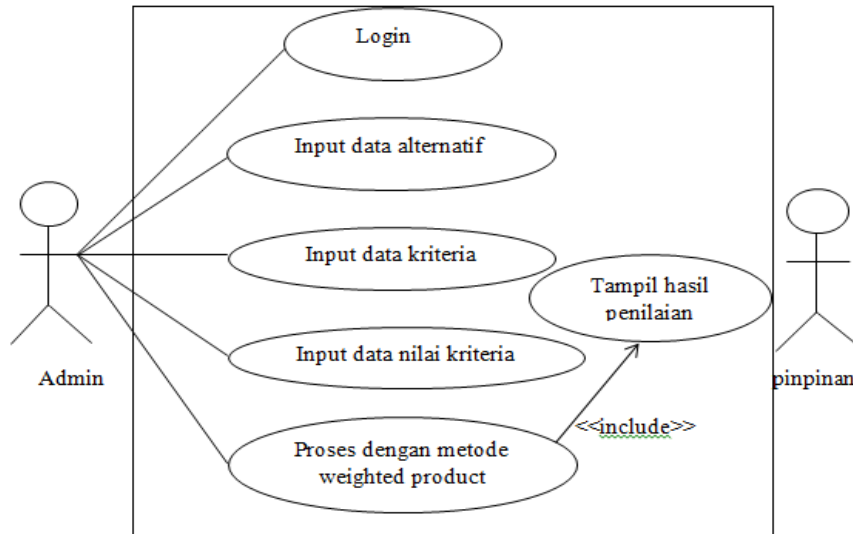 Login
Input data alternatif
Input data kriteria
Tampil hasil
penilaian
Input data nilai kriteria
Admin
pinpinan
<<include>>
Proses dengan metode
weighted product